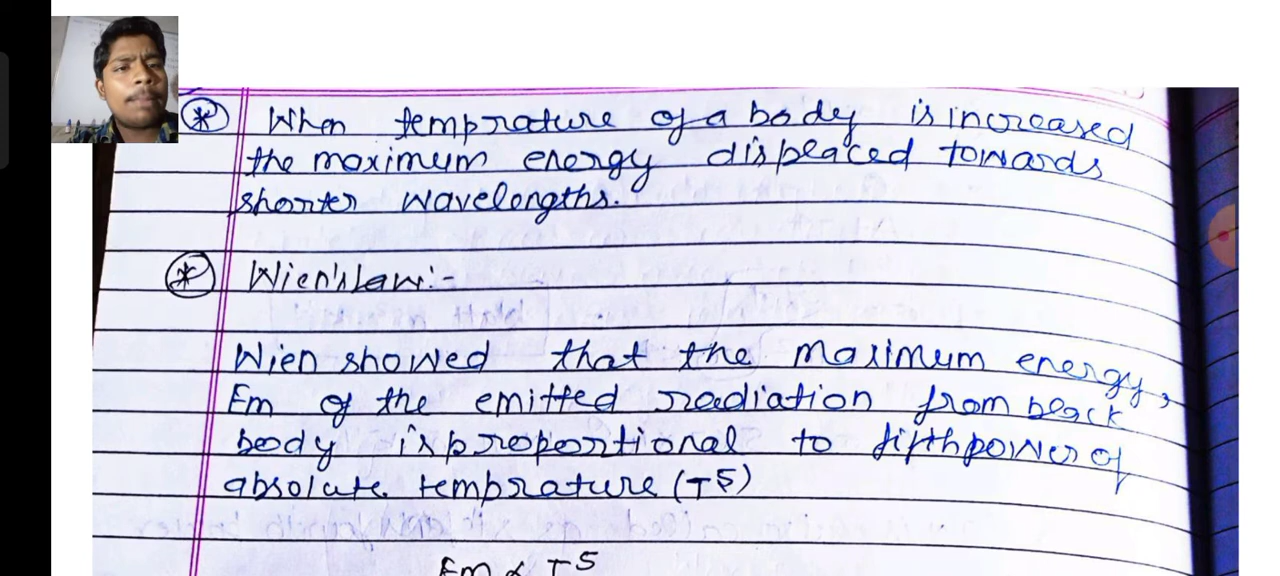 * When temprature of a body is increased
the maximum energy displaced towards
shorter wavelengths.
* Wien's law:-
Wien showed that the maximum energy,
Em of the emitted radiation from black
body is proportional to fifth power of
absolute temprature (T5)
Em ∝ T5